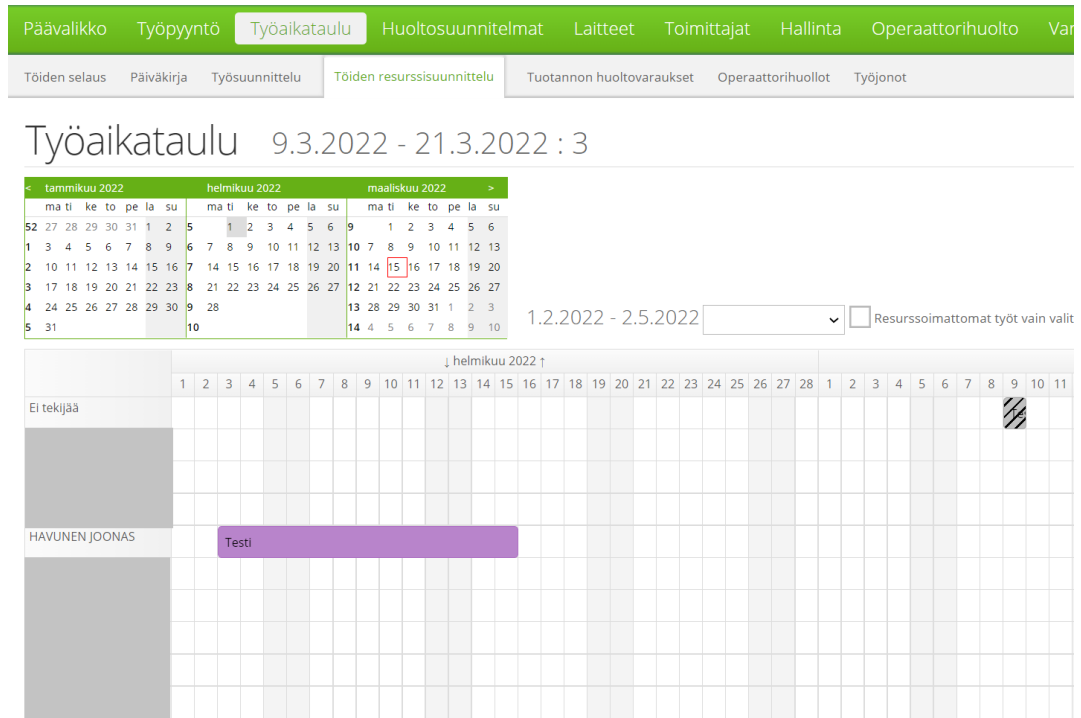 Päävalikko Työpyyntö Työaikataulu Huoltosuunnitelmat Laitteet Toimittajat Hallinta Operaattorihuolto
Töiden selaus Päiväkirja Työsuunnittelu Töiden resurssisuunnittelu Tuotannon huoltovaraukset Operaattorihuollot Työjonot
Työaikataulu 9.3.2022 - 21.3.2022 : 3
< tammikuu 2022 helmikuu 2022 maaliskuu 2022 >
ma ti ke to pe la su ma ti ke to pe la su ma ti ke to pe la su
52 27 28 29 30 31 1 2 5 1 2 3 4 5 6 9 1 2 3 4 5 6
1 3 4 5 6 7 8 9 6 7 8 9 10 11 12 13 10 7 8 9 10 11 12 13
2 10 11 12 13 14 15 16 7 14 15 16 17 18 19 20 11 14 15 16 17 18 19 20
3 17 18 19 20 21 22 23 8 21 22 23 24 25 26 27 12 21 22 23 24 25 26 27
4 24 25 26 27 28 29 30 9 28 13 28 29 30 31 1 2 3
5 31 10 14 4 5 6 7 8 9 10
1.2.2022 - 2.5.2022 Resurssoimattomat työt vain valit
↓ helmikuu 2022 ↑
1 2 3 4 5 6 7 8 9 10 11 12 13 14 15 16 17 18 19 20 21 22 23 24 25 26 27 28 1 2 3 4 5 6 7 8 9 10 11
Ei tekijää
HAVUNEN JOONAS
Testi